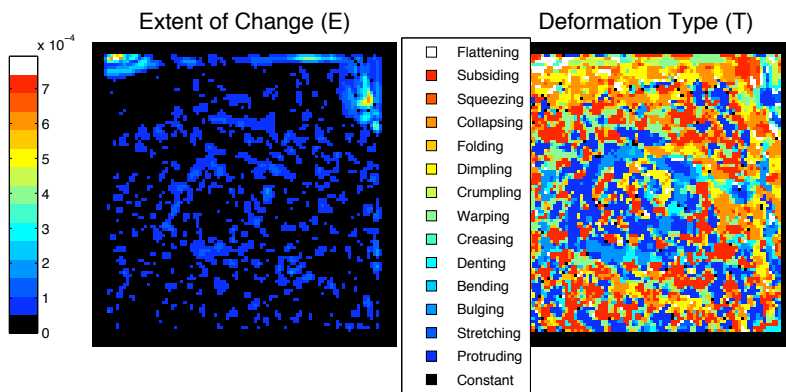 Extent of Change (E)
Deformation Type (T)
x 10⁻⁴
7
6
5
4
3
2
1
0
Flattening
Subsiding
Squeezing
Collapsing
Folding
Dimpling
Crumpling
Warping
Creasing
Denting
Bending
Bulging
Stretching
Protruding
Constant